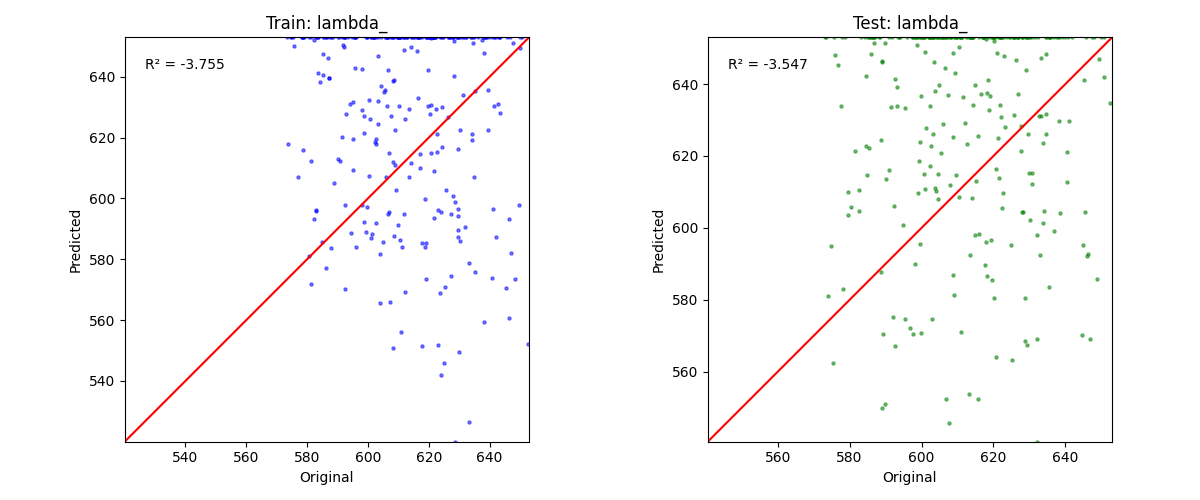 Train: lambda_
R² = -3.755
Predicted
640
620
600
580
560
540
540 560 580 600 620 640
Original
Test: lambda_
R² = -3.547
Predicted
640
620
600
580
560
560 580 600 620 640
Original